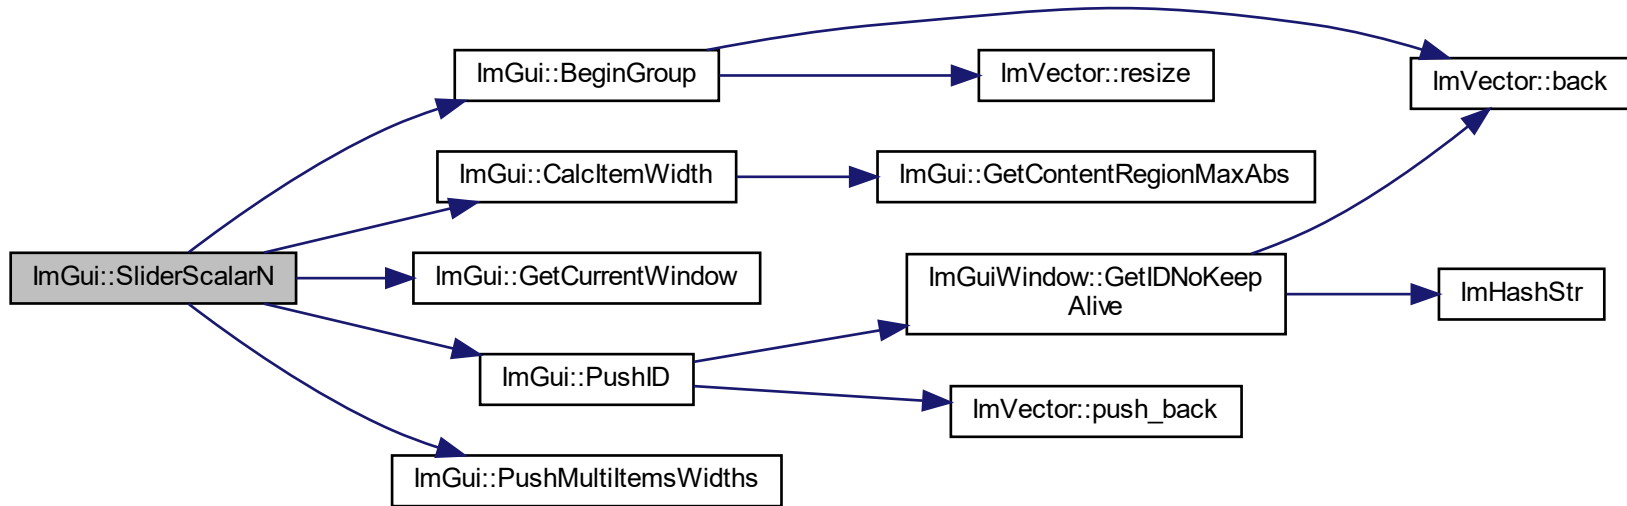 ImGui::BeginGroup
ImVector::resize
ImVector::back
ImGui::CalcItemWidth
ImGui::GetContentRegionMaxAbs
ImGui::SliderScalarN
ImGui::GetCurrentWindow
ImGuiWindow::GetIDNoKeep
Alive
ImHashStr
ImGui::PushID
ImVector::push_back
ImGui::PushMultiItemsWidths